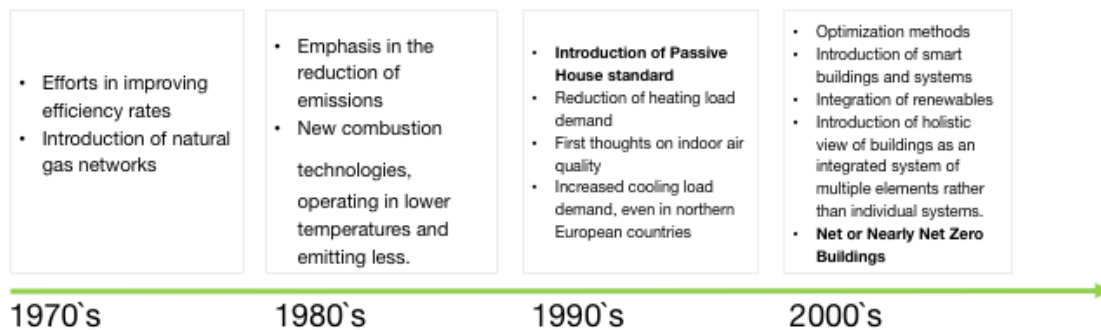 • Efforts in improving
efficiency rates
• Introduction of natural
gas networks
• Emphasis in the
reduction of
emissions
• New combustion
technologies,
operating in lower
temperatures and
emitting less.
• Introduction of Passive
House standard
• Reduction of heating load
demand
• First thoughts on indoor air
quality
• Increased cooling load
demand, even in northern
European countries
• Optimization methods
• Introduction of smart
buildings and systems
• Integration of renewables
• Introduction of holistic
view of buildings as an
integrated system of
multiple elements rather
than individual systems.
• Net or Nearly Net Zero
Buildings
1970`s
1980`s
1990`s
2000`s